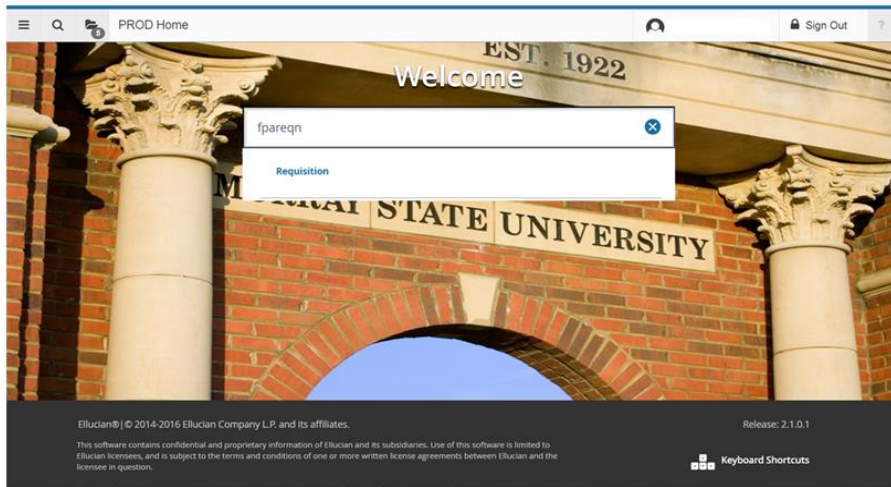 PROD Home
Sign Out
?
5
EST. 1922
Welcome
fpareqn
Requisition
STATE UNIVERSITY
Ellucian®|© 2014-2016 Ellucian Company L.P. and its affiliates.
Release: 2.1.0.1
This software contains confidential and proprietary information of Ellucian and its subsidiaries. Use of this software is limited to
Ellucian licensees, and is subject to the terms and conditions of one or more written license agreements between Ellucian and the
licensee in question.
Keyboard Shortcuts